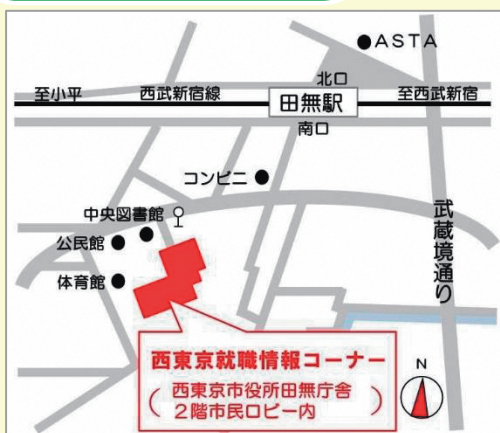 ASTA
北口
至小平
西武新宿線
田無駅
至西武新宿
南口
コンビニ
中央図書館
公民館
体育館
武蔵境通り
西東京就職情報コーナー
(西東京市役所田無庁舎
2階市民ロビー内)
N